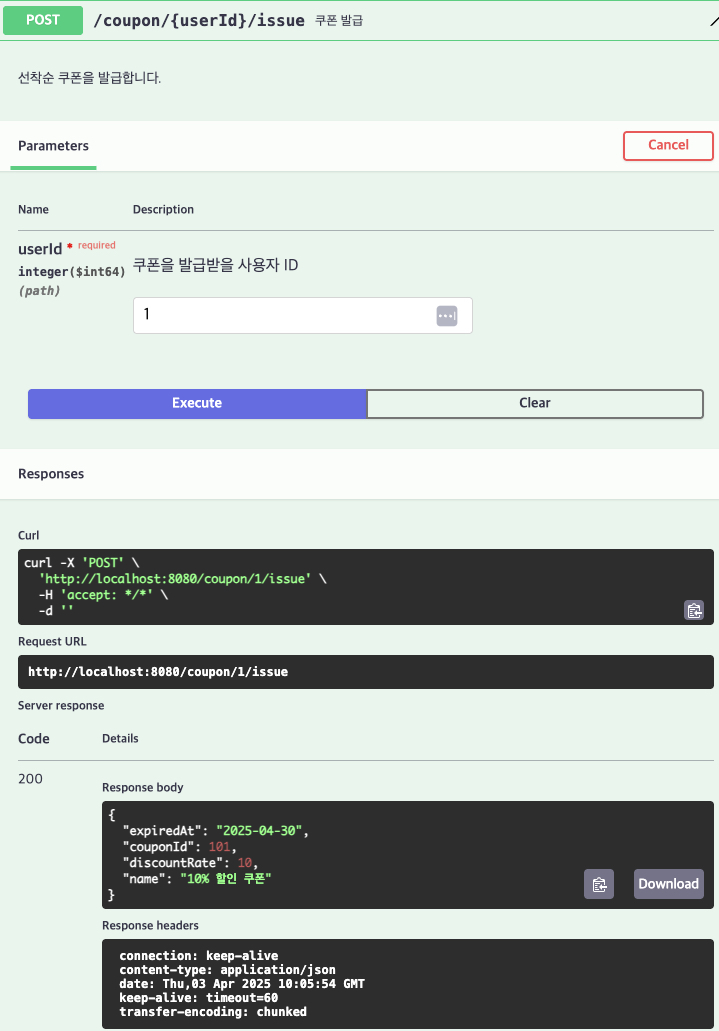 POST /coupon/{userId}/issue 쿠폰 발급
선착순 쿠폰을 발급합니다.
Parameters
Cancel
Name Description
userId * required
integer($int64)
(path)
쿠폰을 발급받을 사용자 ID
1
Execute Clear
Responses
Curl
curl -X 'POST' \
'http://localhost:8080/coupon/1/issue' \
-H 'accept: */*' \
-d ''
Request URL
http://localhost:8080/coupon/1/issue
Server response
Code Details
200
Response body
{
"expiredAt": "2025-04-30",
"couponId": 101,
"discountRate": 10,
"name": "10% 할인 쿠폰"
}
Download
Response headers
connection: keep-alive
content-type: application/json
date: Thu,03 Apr 2025 10:05:54 GMT
keep-alive: timeout=60
transfer-encoding: chunked